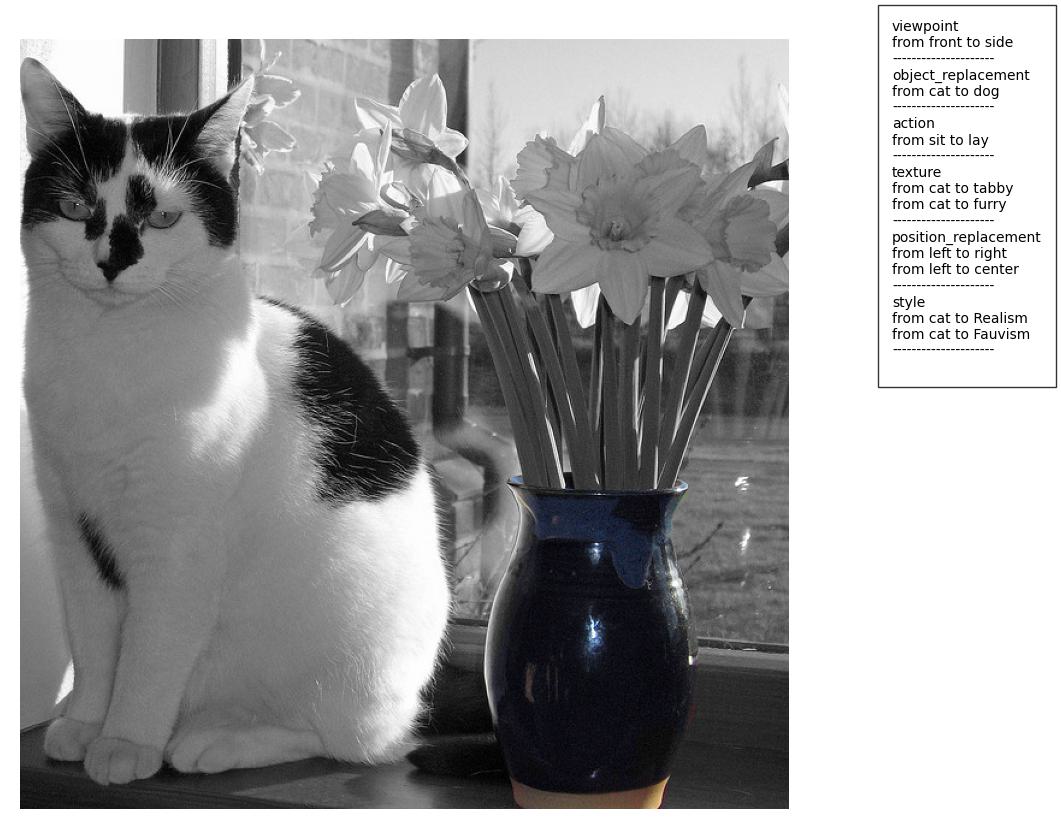 viewpoint
from front to side
---------------------
object_replacement
from cat to dog
---------------------
action
from sit to lay
---------------------
texture
from cat to tabby
from cat to furry
---------------------
position_replacement
from left to right
from left to center
---------------------
style
from cat to Realism
from cat to Fauvism
---------------------